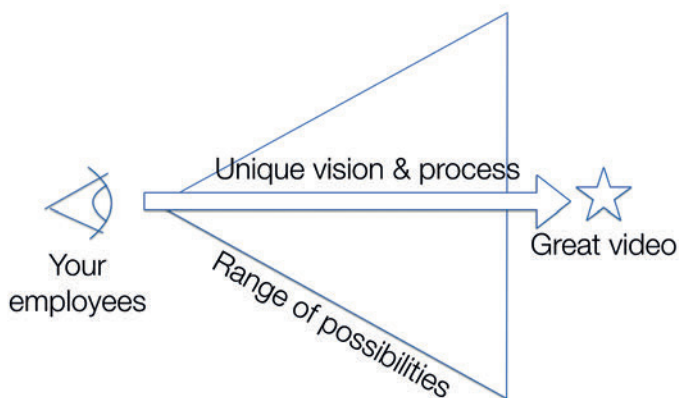 Unique vision & process
Your
employees
Great video
Range of possibilities